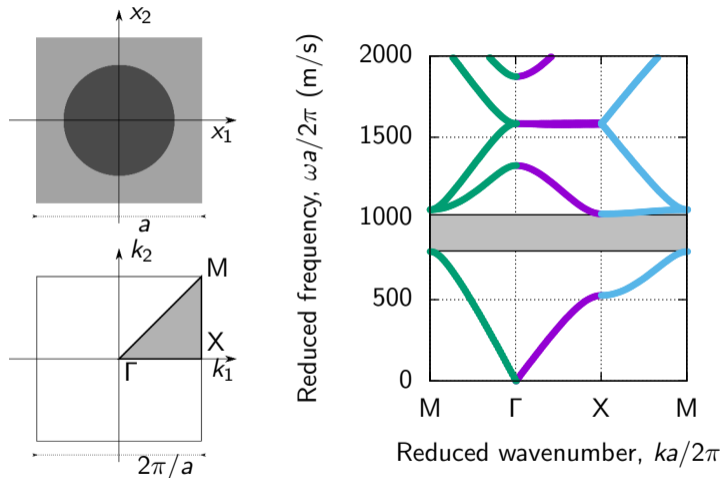 x₂
x₁
a
k₂
M
X
Γ
k₁
2π/a
Reduced frequency, ωa/2π (m/s)
2000
1500
1000
500
0
M Γ X M
Reduced wavenumber, ka/2π